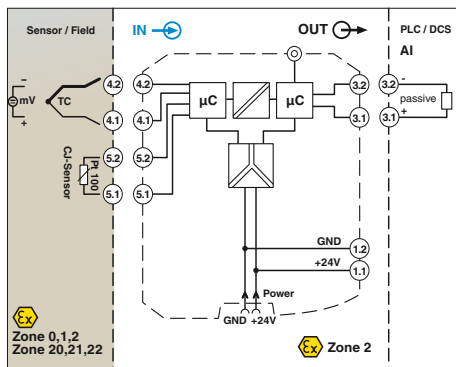 Sensor / Field
IN
OUT
PLC / DCS
AI
−
mV
+
TC
4.2
4.1
5.2
5.1
CJ-Sensor
Pt 100
4.2
4.1
5.2
5.1
µC
µC
3.2
3.1
3.2
3.1
-
passive
+
GND
1.2
+24V
1.1
Power
GND +24V
Ex
Zone 0,1,2
Zone 20,21,22
Ex
Zone 2